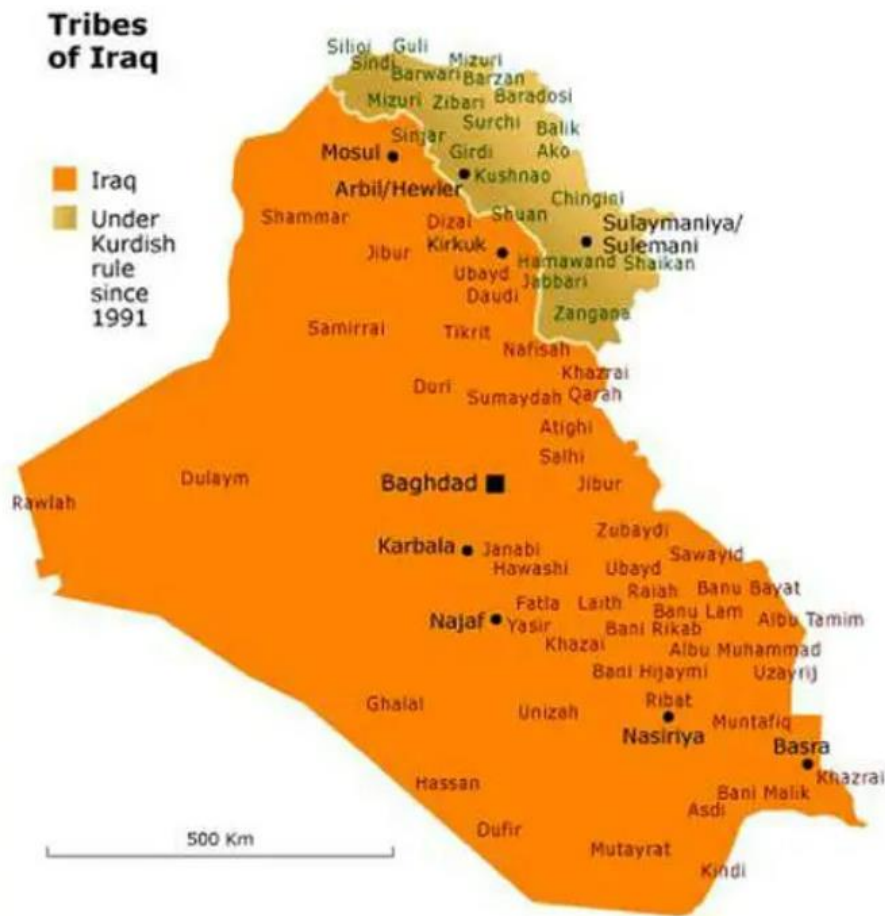 Tribes
of Iraq
Iraq
Under
Kurdish
rule
since
1991
Silioi Guli Mizuri
Sindi Barwari Barzan
Mizuri Zibari Baradosi
Surchi Balik
Sinjar
Mosul Girdi Ako
Arbil/Hewler Kushnao
Chingini
Shammar Dizai Shuan Sulaymaniya/
Sulemani
Jibur Kirkuk
Hamawand Shaikan
Ubayd Jabbari
Daudi
Zangana
Samirrai Tikrit
Nafisah
Khazrai
Duri Sumaydah Qarah
Atighi
Salhi
Dulaym Baghdad Jibur
Rawlah
Zubaydi
Karbala Janabi Sawayid
Hawashi Ubayd
Raiah Banu Bayat
Fatla Laith Banu Lam
Najaf Yasir Bani Rikab Albu Tamim
Khazai Albu Muhammad
Bani Hijaymi Uzayrij
Ghalal Ribat
Unizah Muntafiq
Nasiriya
Basra
Hassan Khazrai
Bani Malik
Asdi
500 Km
Dufir
Mutayrat
Kindi